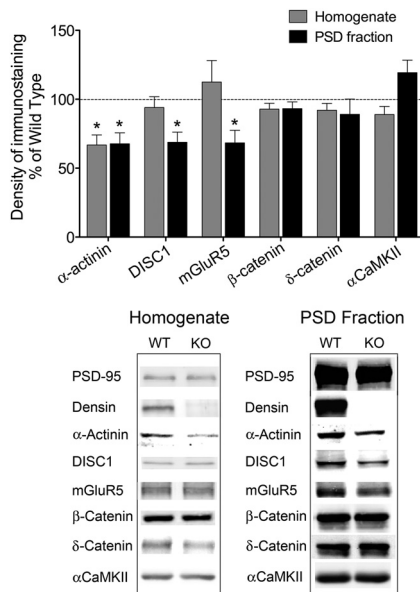 Homogenate
PSD fraction
Density of immunostaining
% of Wild Type
150
100
50
0
* * * *
α-actinin
DISC1
mGluR5
β-catenin
δ-catenin
αCaMKII
Homogenate
WT KO
PSD-95
Densin
α-Actinin
DISC1
mGluR5
β-Catenin
δ-Catenin
αCaMKII
PSD Fraction
WT KO
PSD-95
Densin
α-Actinin
DISC1
mGluR5
β-Catenin
δ-Catenin
αCaMKII